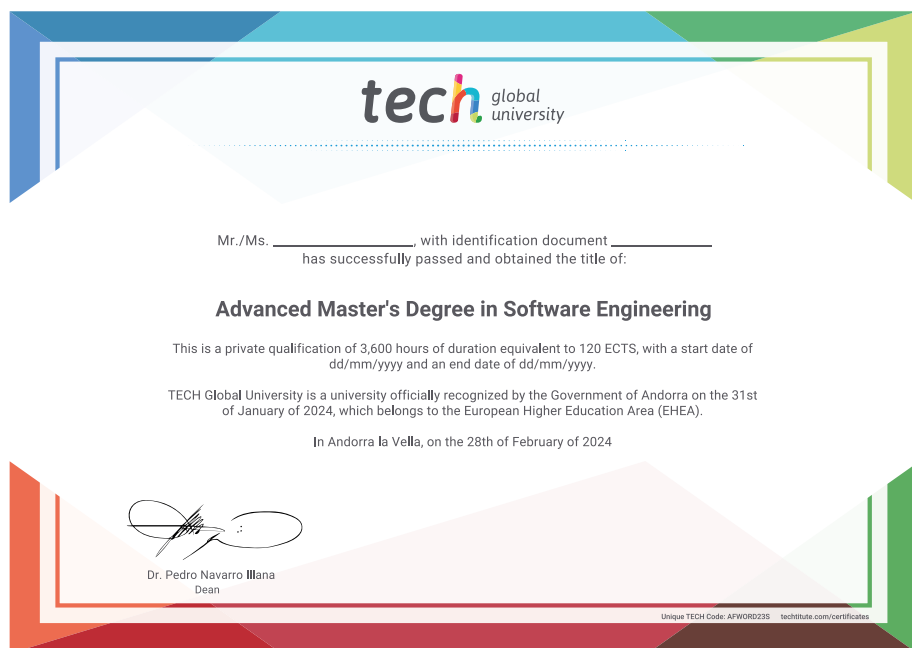 tech global
university
Mr./Ms. ____________________, with identification document ______________
has successfully passed and obtained the title of:
Advanced Master's Degree in Software Engineering
This is a private qualification of 3,600 hours of duration equivalent to 120 ECTS, with a start date of
dd/mm/yyyy and an end date of dd/mm/yyyy.
TECH Global University is a university officially recognized by the Government of Andorra on the 31st
of January of 2024, which belongs to the European Higher Education Area (EHEA).
In Andorra la Vella, on the 28th of February of 2024
Dr. Pedro Navarro Illana
Dean
Unique TECH Code: AFWORD23S techtitute.com/certificates